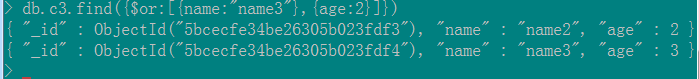 > db.c3.find({$or:[{name:"name3"},{age:2}]})
{ "_id" : ObjectId("5bcecfe34be26305b023fdf3"), "name" : "name2", "age" : 2 }
{ "_id" : ObjectId("5bcecfe34be26305b023fdf4"), "name" : "name3", "age" : 3 }
>